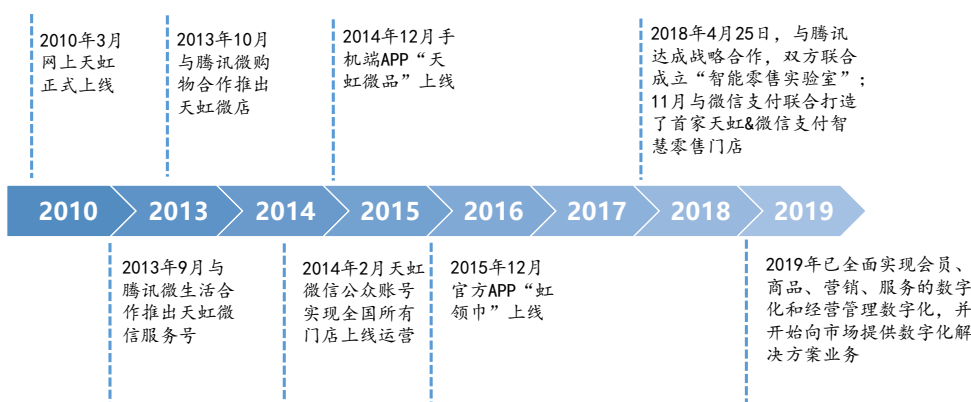 2010年3月
网上天虹
正式上线
2013年10月
与腾讯微购
物合作推出
天虹微店
2014年12月手
机端APP“天
虹微品”上线
2018年4月25日，与腾讯
达成战略合作，双方联合
成立“智能零售实验室”；
11月与微信支付联合打造
了首家天虹&微信支付智
慧零售门店
2010 2013 2014 2015 2016 2017 2018 2019
2013年9月与
腾讯微生活合
作推出天虹微
信服务号
2014年2月天虹
微信公众账号
实现全国所有
门店上线运营
2015年12月
官方APP“虹
领巾”上线
2019年已全面实现会员、
商品、营销、服务的数字
化和经营管理数字化，并
开始向市场提供数字化解
决方案业务